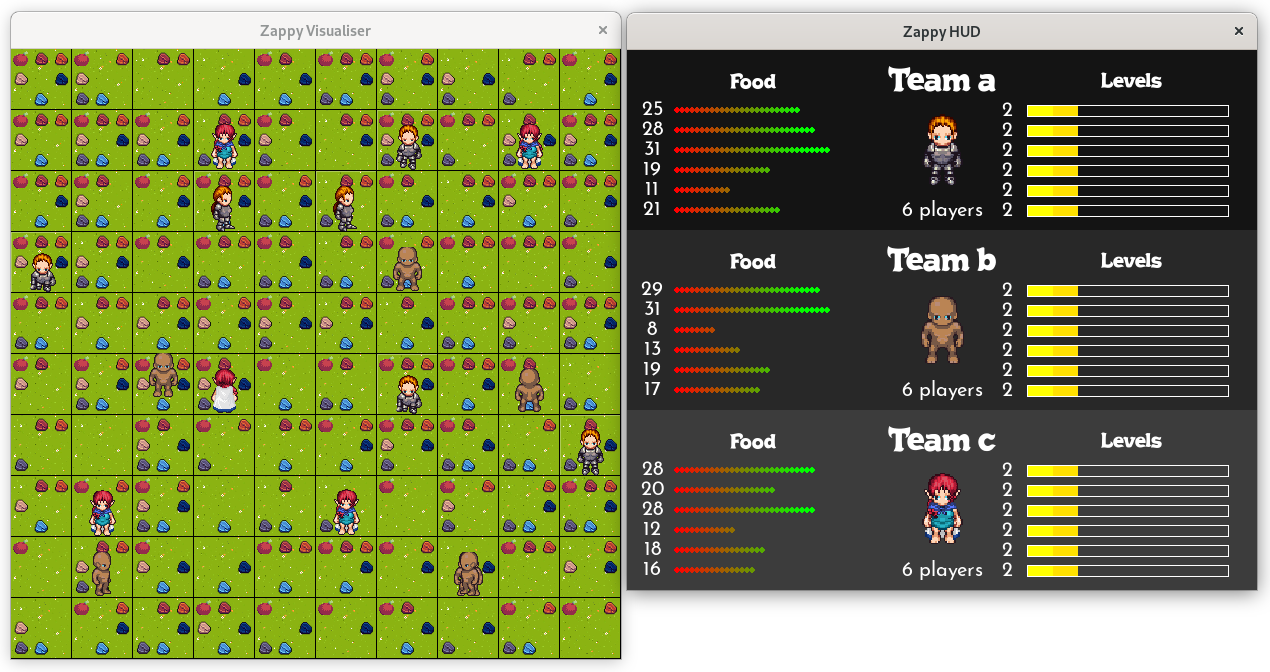 Zappy Visualiser ×
Zappy HUD ×
Food Team a Levels
25 2
28 2
31 2
19 2
11 2
21 6 players 2
Food Team b Levels
29 2
31 2
8 2
13 2
19 2
17 6 players 2
Food Team c Levels
28 2
20 2
28 2
12 2
18 2
16 6 players 2